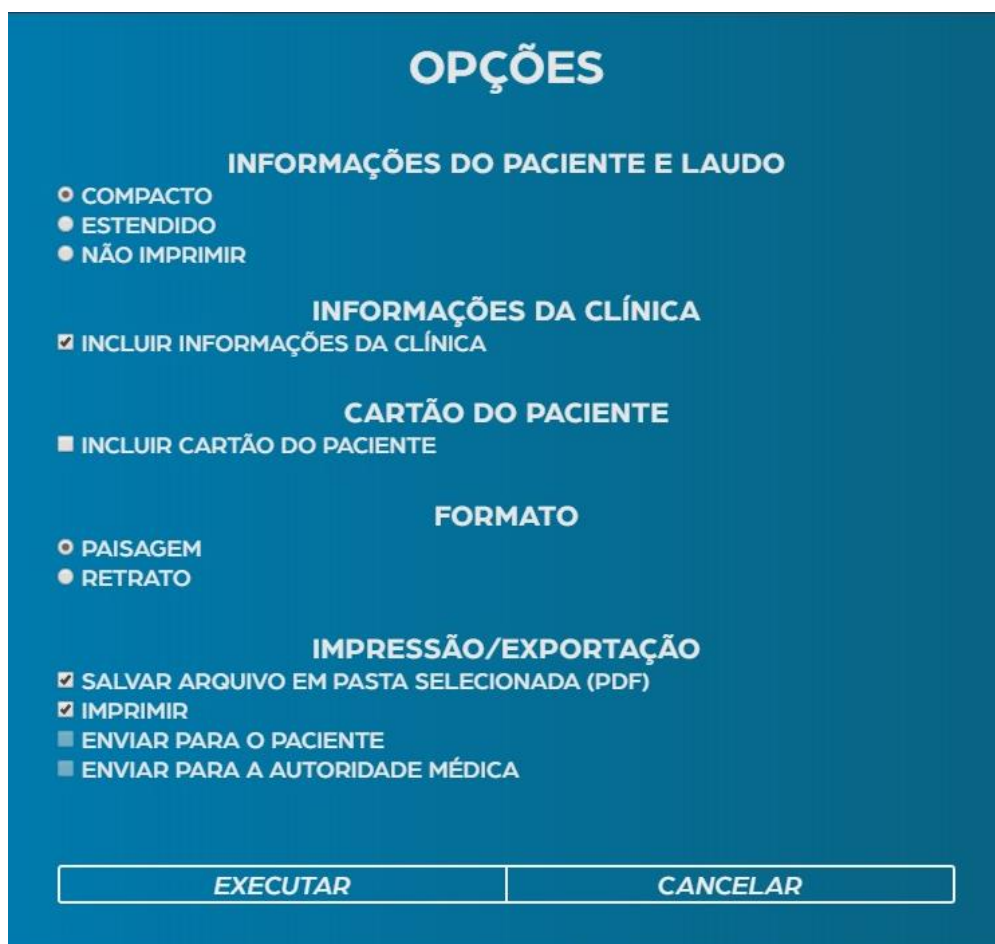 OPÇÕES
INFORMAÇÕES DO PACIENTE E LAUDO
COMPACTO
ESTENDIDO
NÃO IMPRIMIR
INFORMAÇÕES DA CLÍNICA
INCLUIR INFORMAÇÕES DA CLÍNICA
CARTÃO DO PACIENTE
INCLUIR CARTÃO DO PACIENTE
FORMATO
PAISAGEM
RETRATO
IMPRESSÃO/EXPORTAÇÃO
SALVAR ARQUIVO EM PASTA SELECIONADA (PDF)
IMPRIMIR
ENVIAR PARA O PACIENTE
ENVIAR PARA A AUTORIDADE MÉDICA
EXECUTAR CANCELAR